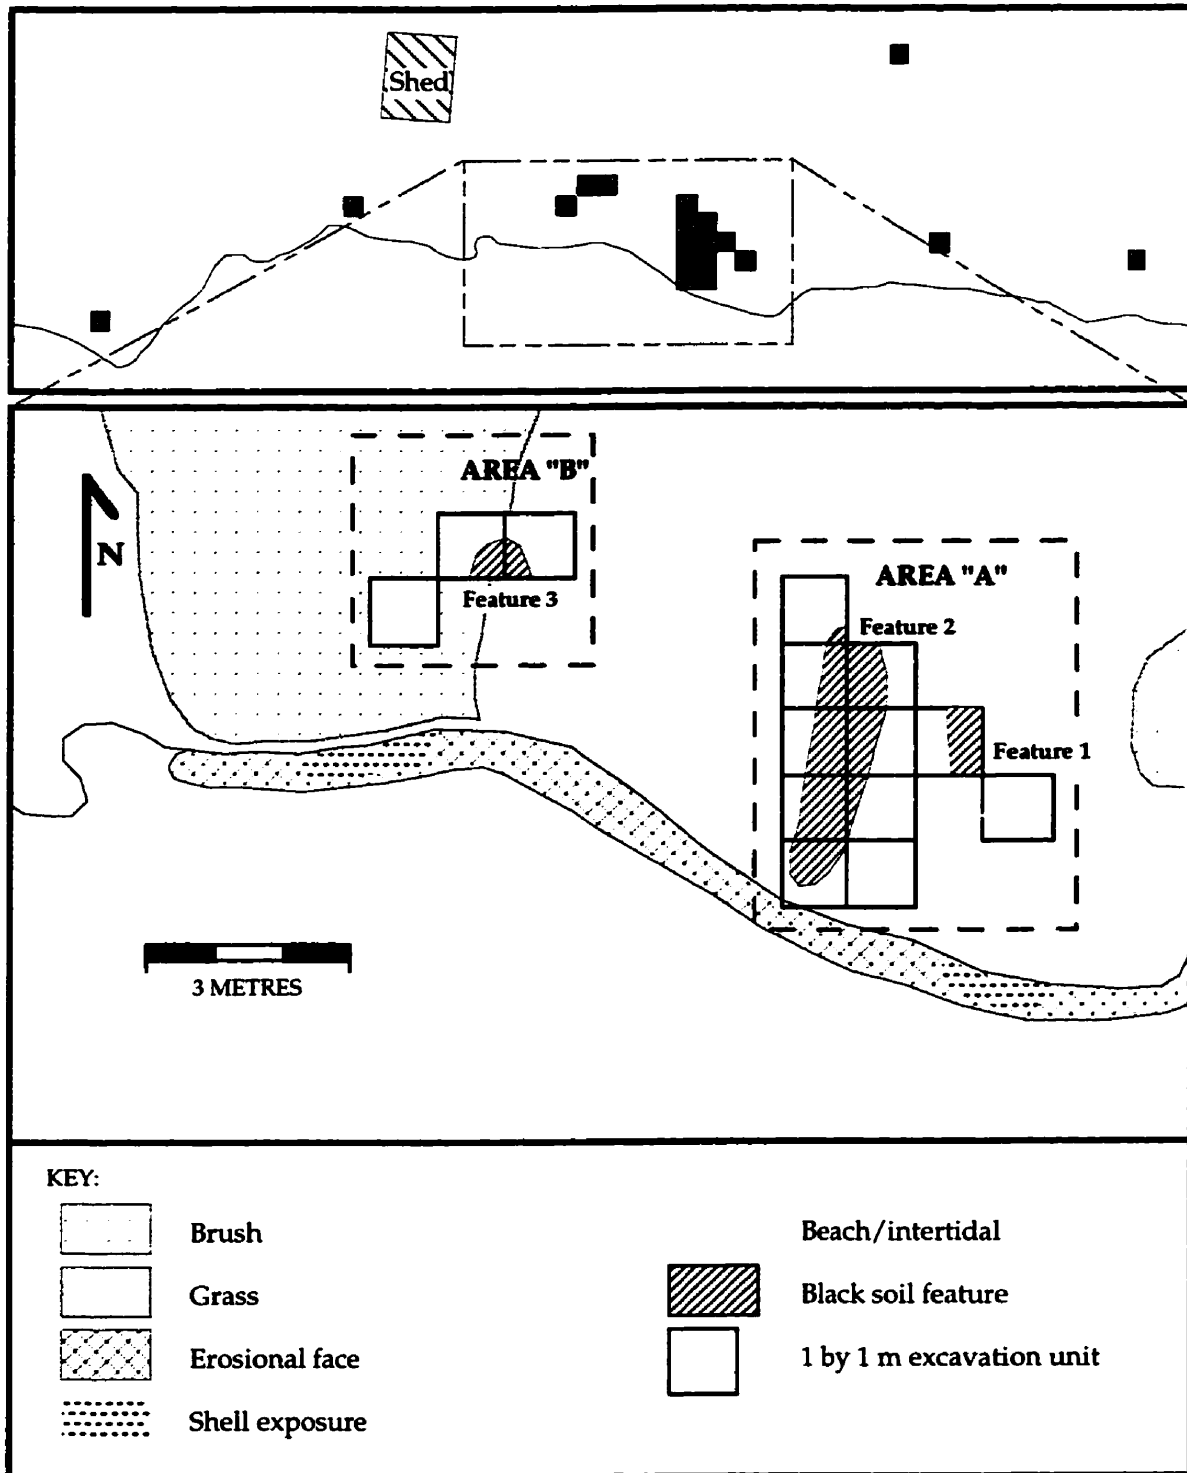 Shed
AREA "B"
N
Feature 3
AREA "A"
Feature 2
Feature 1
3 METRES
KEY:
Brush
Grass
Erosional face
Shell exposure
Beach/intertidal
Black soil feature
1 by 1 m excavation unit